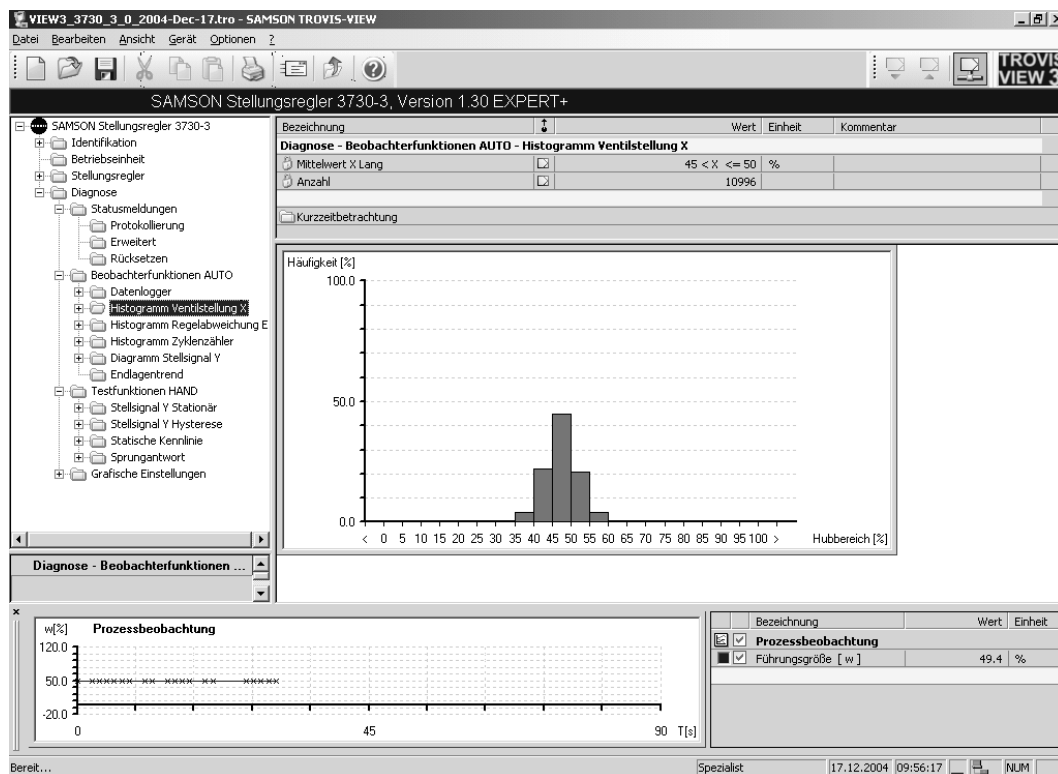 VIEW3_3730_3_0_2004-Dec-17.tro - SAMSON TROVIS-VIEW
Datei Bearbeiten Ansicht Gerät Optionen ?
TROVIS
VIEW 3
SAMSON Stellungsregler 3730-3, Version 1.30 EXPERT+
SAMSON Stellungsregler 3730-3
Identifikation
Betriebseinheit
Stellungsregler
Diagnose
Statusmeldungen
Protokollierung
Erweitert
Rücksetzen
Beobachterfunktionen AUTO
Datenlogger
Histogramm Ventilstellung X
Histogramm Regelabweichung E
Histogramm Zyklenzähler
Diagramm Stellsignal Y
Endlagentrend
Testfunktionen HAND
Stellsignal Y Stationär
Stellsignal Y Hysterese
Statische Kennlinie
Sprungantwort
Grafische Einstellungen
Diagnose - Beobachterfunktionen ...
Bezeichnung Wert Einheit Kommentar
Diagnose - Beobachterfunktionen AUTO - Histogramm Ventilstellung X
Mittelwert X Lang 45 < X <= 50 %
Anzahl 10996
Kurzzeitbetrachtung
Häufigkeit [%]
100.0
50.0
0.0
< 0 5 10 15 20 25 30 35 40 45 50 55 60 65 70 75 80 85 90 95 100 > Hubbereich [%]
w[%] Prozessbeobachtung
120.0
50.0
-20.0
0 45 90 T[s]
Bezeichnung Wert Einheit
Prozessbeobachtung
Führungsgröße [ w ] 49.4 %
Bereit... Spezialist 17.12.2004 09:56:17 NUM